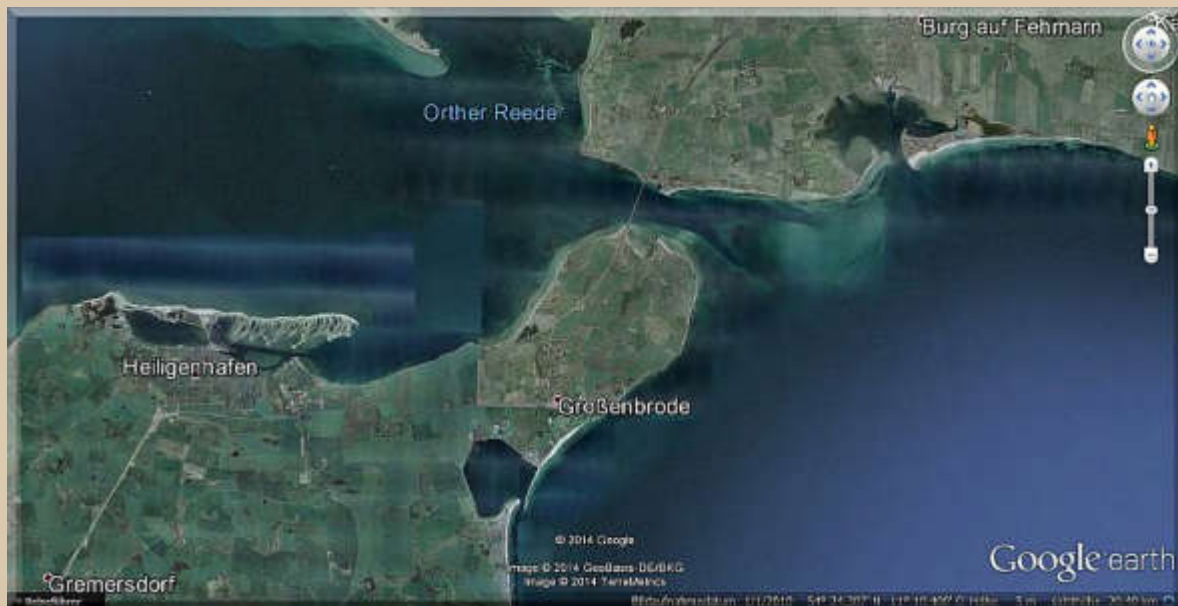 Burg auf Fehmarn
Orther Reede
Heiligenhafen
Großenbrode
© 2014 Google
Image © 2014 GeoBasis-DE/BKG
Image © 2014 TerraMetrics
Google earth
Gremersdorf